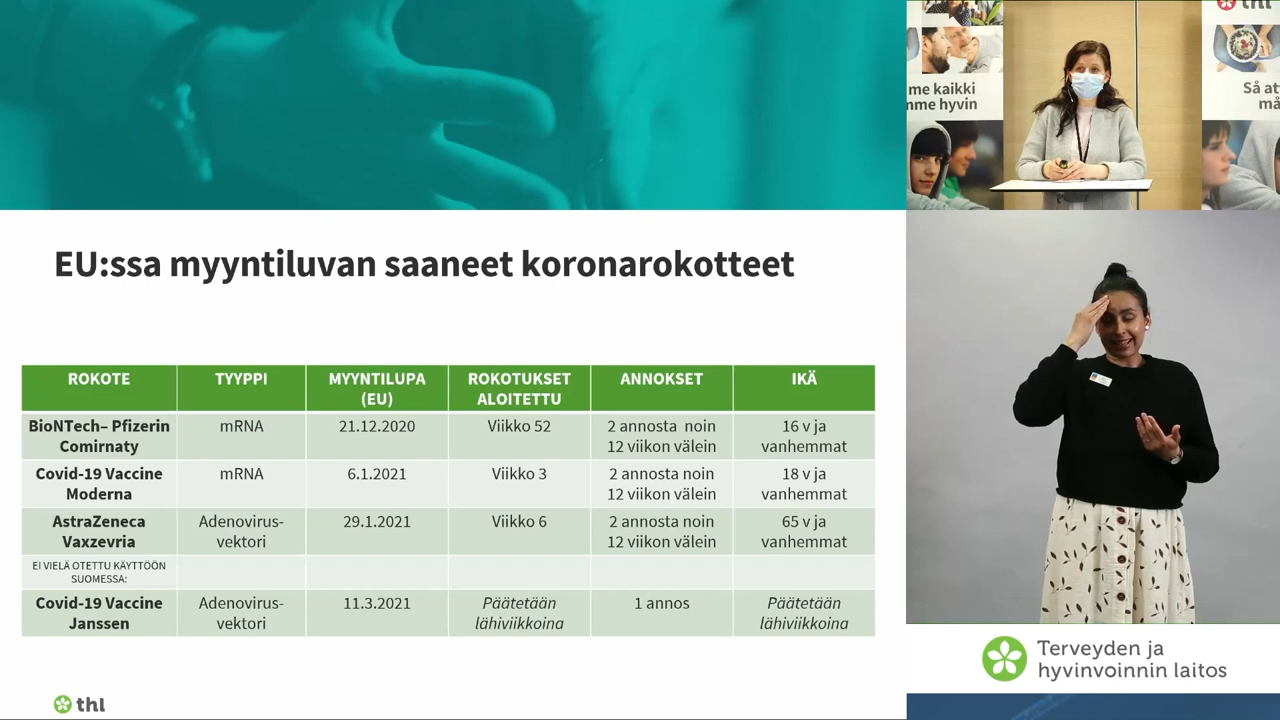 EU:ssa myyntiluvan saaneet koronarokotteet
ROKOTE
TYYPPI
MYYNTILUPA
(EU)
ROKOTUKSET
ALOITETTU
ANNOKSET
IKÄ
BioNTech– Pfizerin
Comirnaty
mRNA
21.12.2020
Viikko 52
2 annosta noin
12 viikon välein
16 v ja
vanhemmat
Covid-19 Vaccine
Moderna
mRNA
6.1.2021
Viikko 3
2 annosta noin
12 viikon välein
18 v ja
vanhemmat
AstraZeneca
Vaxzevria
Adenovirus-
vektori
29.1.2021
Viikko 6
2 annosta noin
12 viikon välein
65 v ja
vanhemmat
EI VIELÄ OTETTU KÄYTTÖÖN
SUOMESSA:
Covid-19 Vaccine
Janssen
Adenovirus-
vektori
11.3.2021
Päätetään
lähiviikkoina
1 annos
Päätetään
lähiviikkoina
thl
thl
me kaikki
mme hyvin
Så at
må
Terveyden ja
hyvinvoinnin laitos